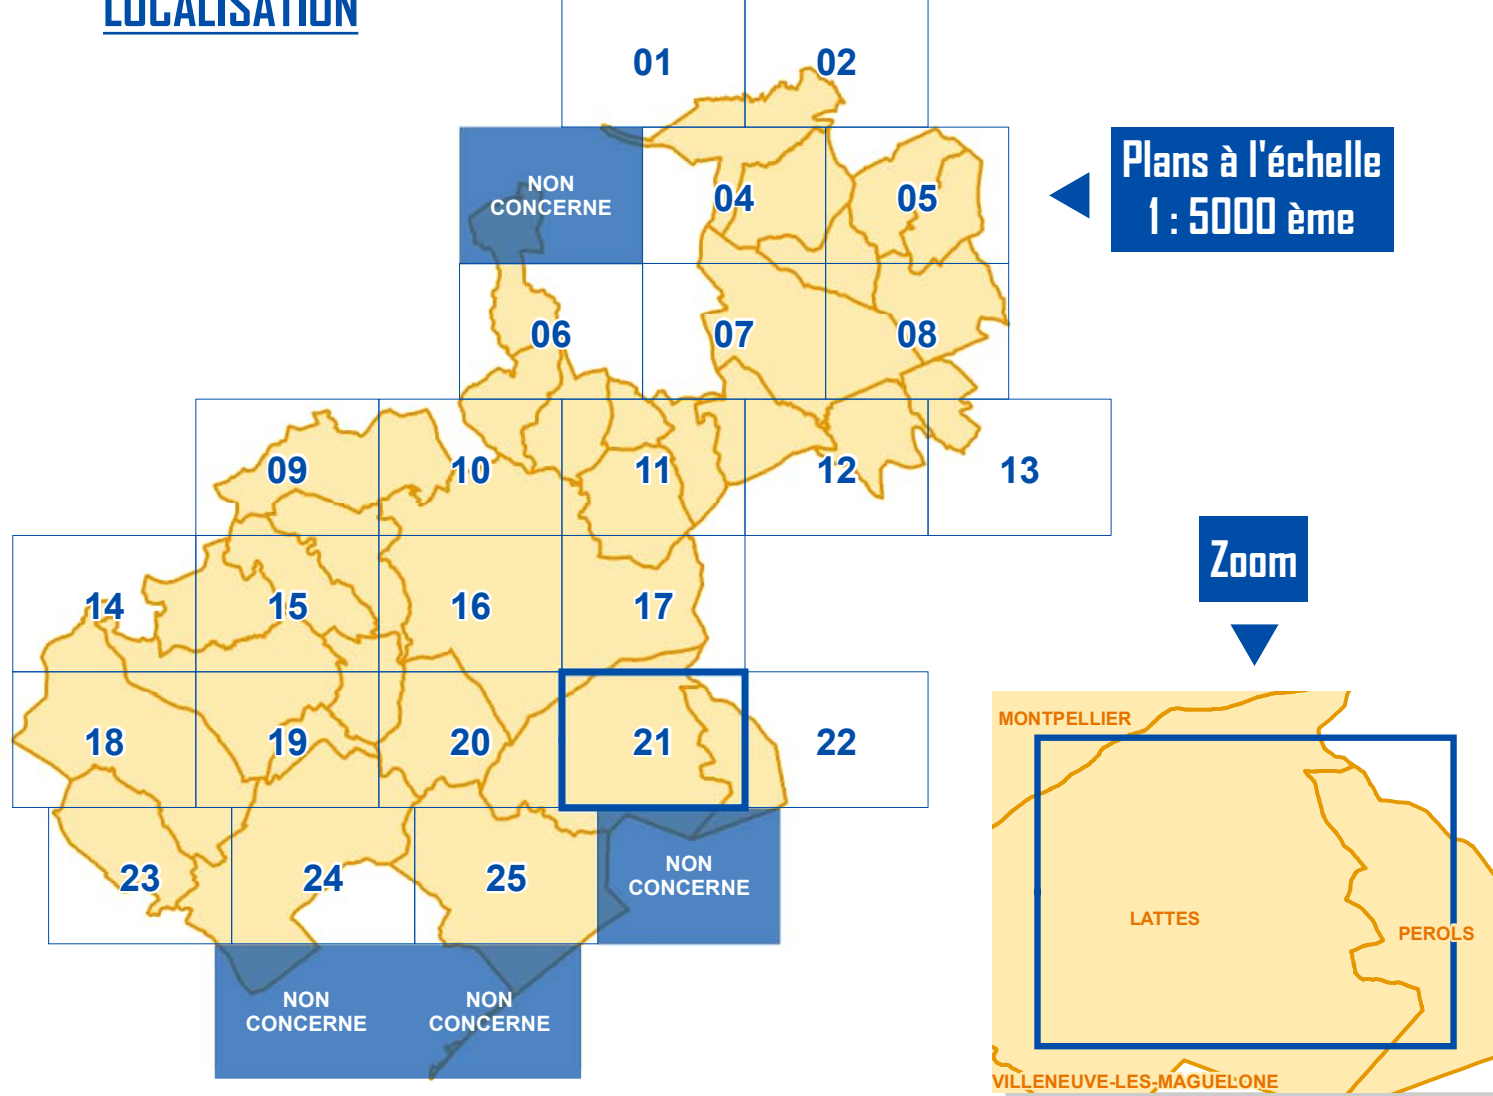 LOCALISATION
01
02
NON
CONCERNE
04
05
Plans à l'échelle
1 : 5000 ème
06
07
08
09
10
11
12
13
14
15
16
17
Zoom
18
19
20
21
22
MONTPELLIER
LATTES
PEROLS
VILLENEUVE-LES-MAGUELONE
23
24
25
NON
CONCERNE
NON
CONCERNE
NON
CONCERNE